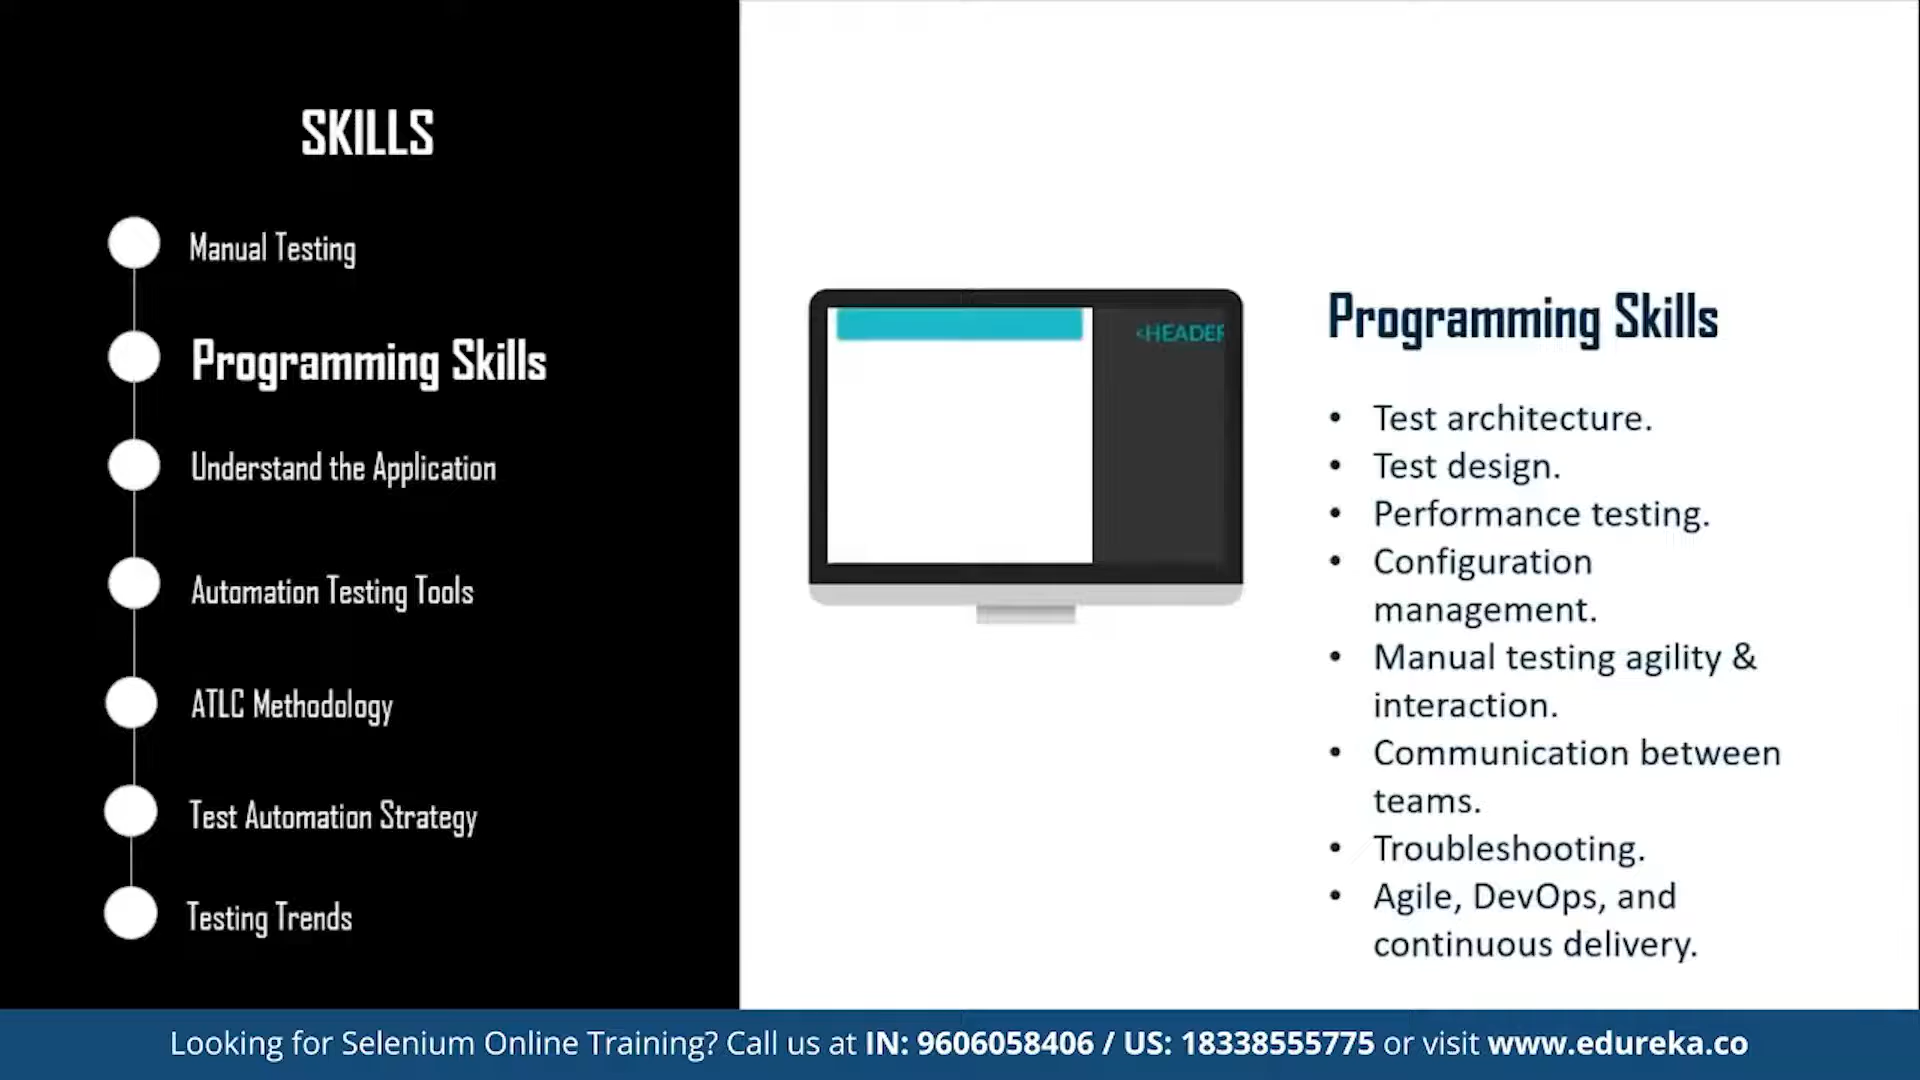 SKILLS
Manual Testing
Programming Skills
Understand the Application
Automation Testing Tools
ATLC Methodology
Test Automation Strategy
Testing Trends
<HEADER
Programming Skills
• Test architecture.
• Test design.
• Performance testing.
• Configuration
management.
• Manual testing agility &
interaction.
• Communication between
teams.
• Troubleshooting.
• Agile, DevOps, and
continuous delivery.
Looking for Selenium Online Training? Call us at IN: 9606058406 / US: 18338555775 or visit www.edureka.co